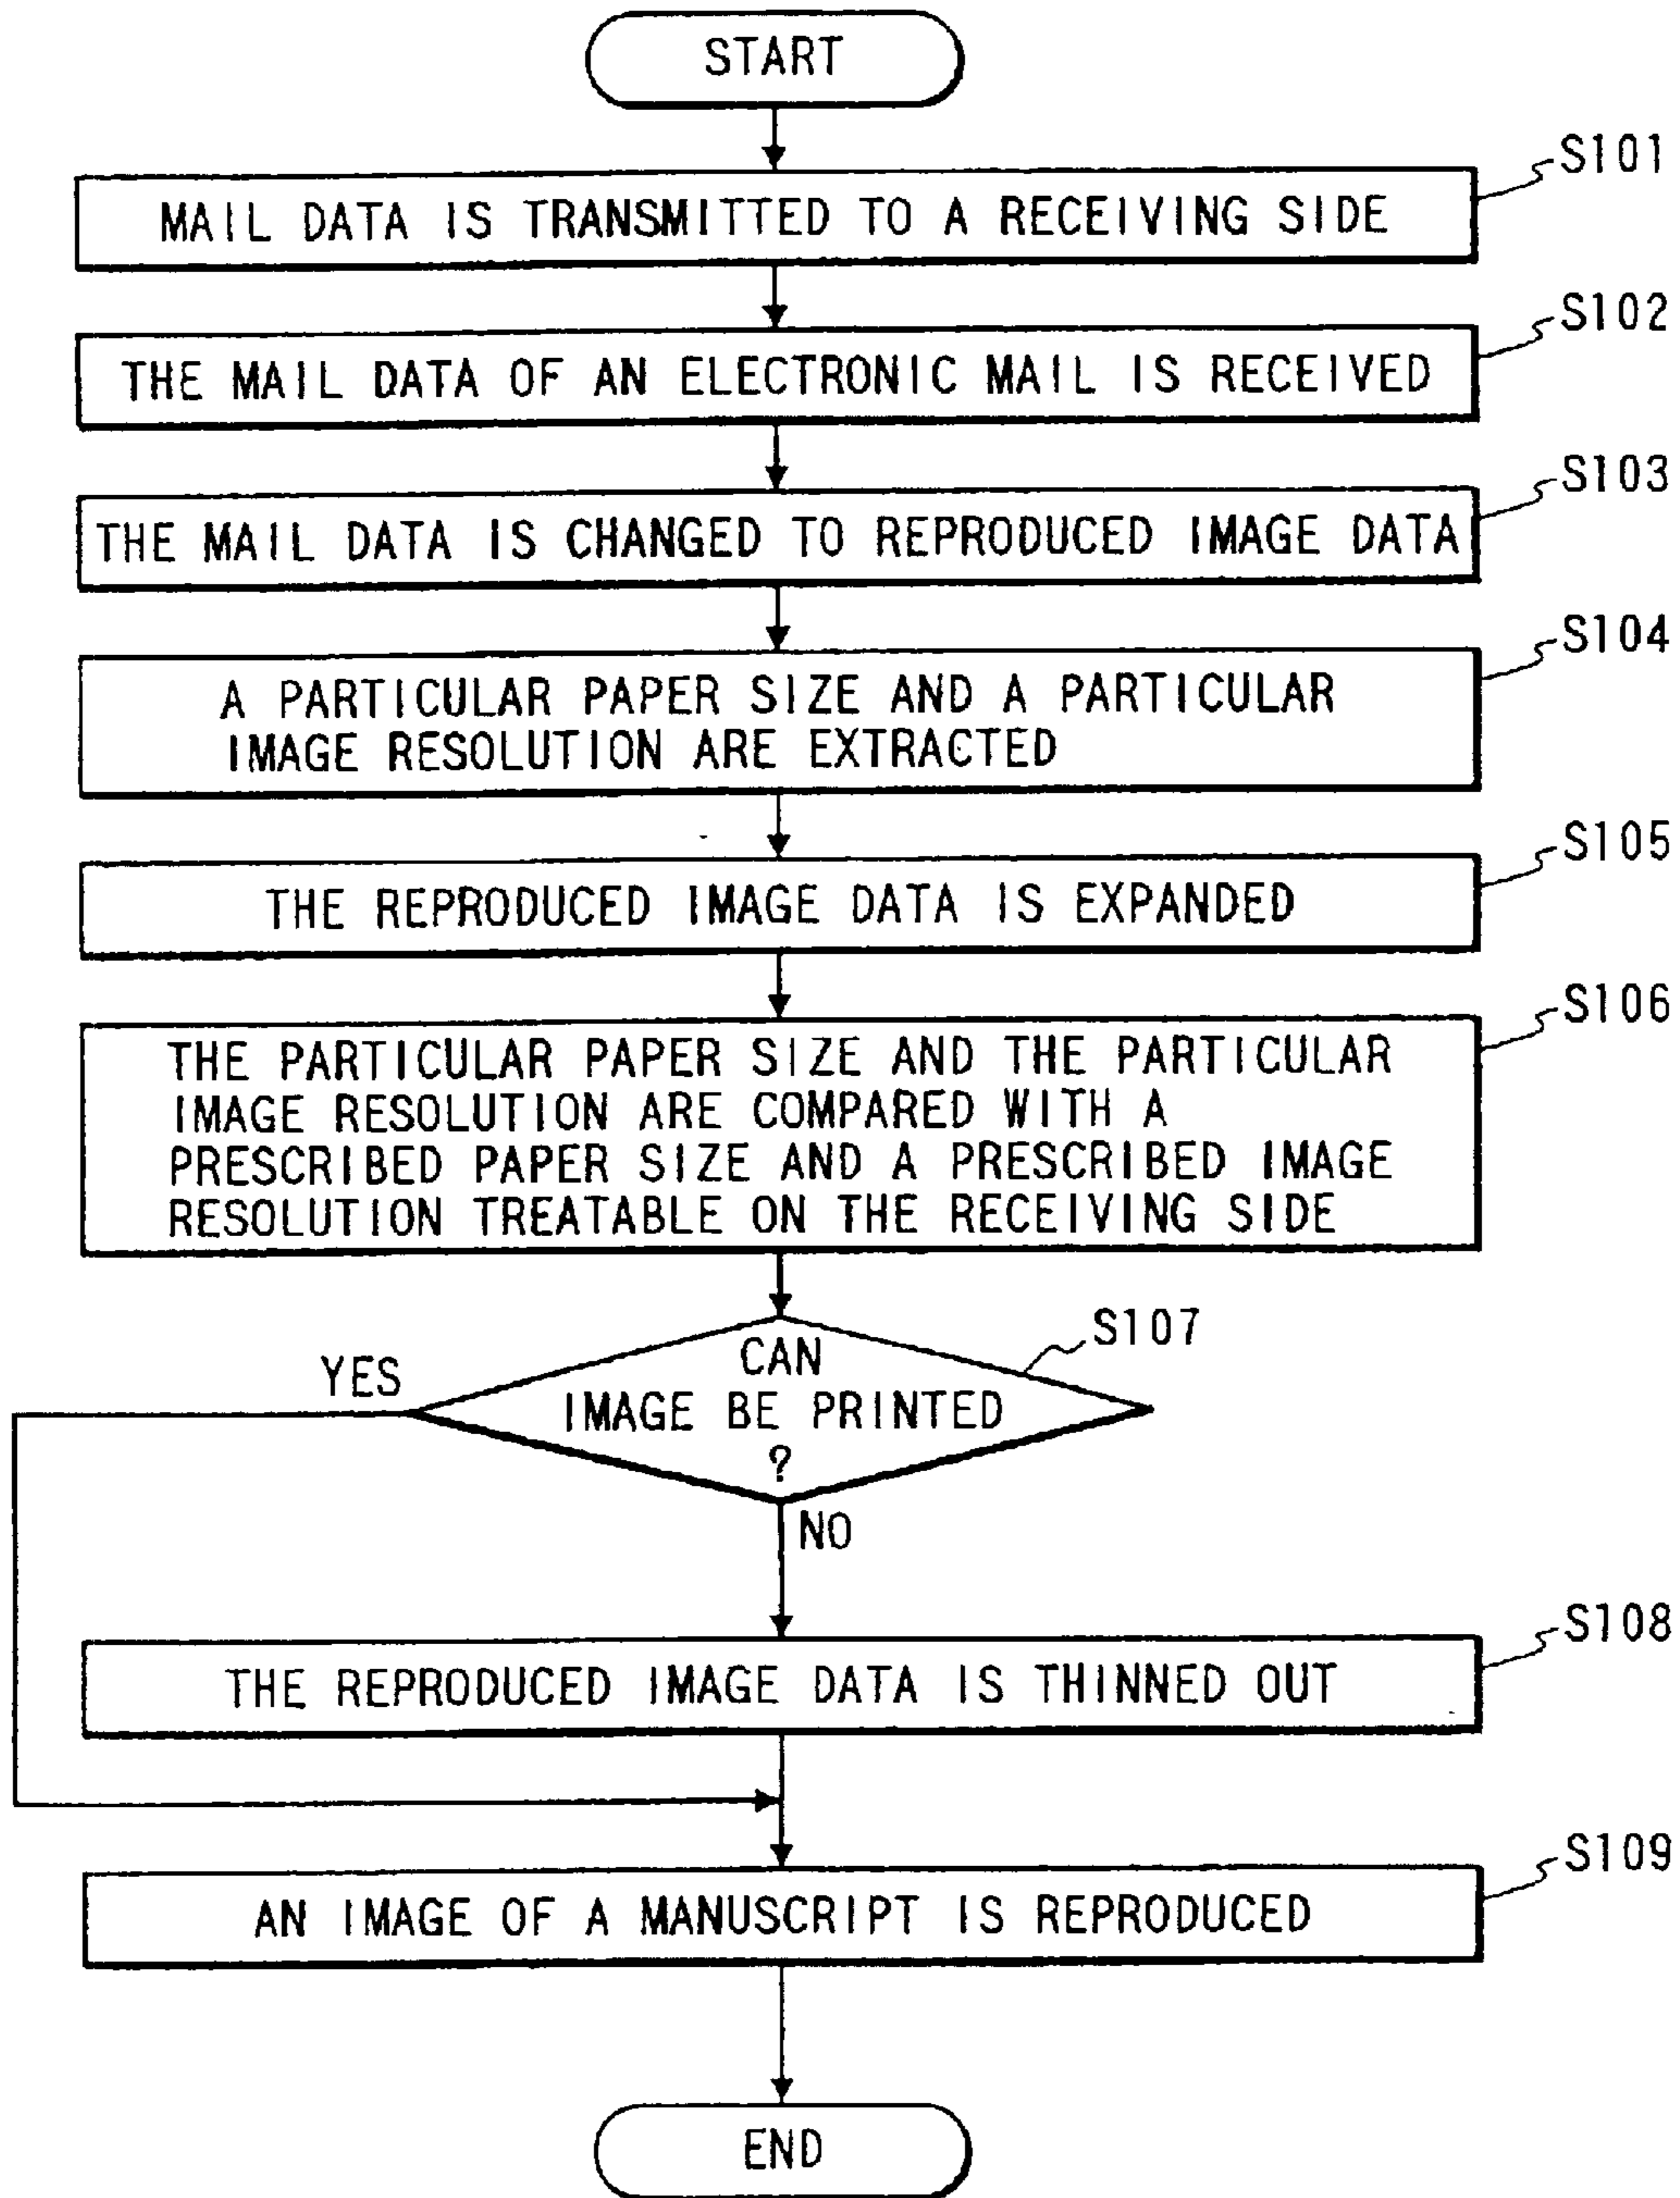 START
S101
MAIL DATA IS TRANSMITTED TO A RECEIVING SIDE
S102
THE MAIL DATA OF AN ELECTRONIC MAIL IS RECEIVED
S103
THE MAIL DATA IS CHANGED TO REPRODUCED IMAGE DATA
S104
A PARTICULAR PAPER SIZE AND A PARTICULAR
IMAGE RESOLUTION ARE EXTRACTED
S105
THE REPRODUCED IMAGE DATA IS EXPANDED
S106
THE PARTICULAR PAPER SIZE AND THE PARTICULAR
IMAGE RESOLUTION ARE COMPARED WITH A
PRESCRIBED PAPER SIZE AND A PRESCRIBED IMAGE
RESOLUTION TREATABLE ON THE RECEIVING SIDE
S107
YES
CAN
IMAGE BE PRINTED
?
NO
S108
THE REPRODUCED IMAGE DATA IS THINNED OUT
S109
AN IMAGE OF A MANUSCRIPT IS REPRODUCED
END